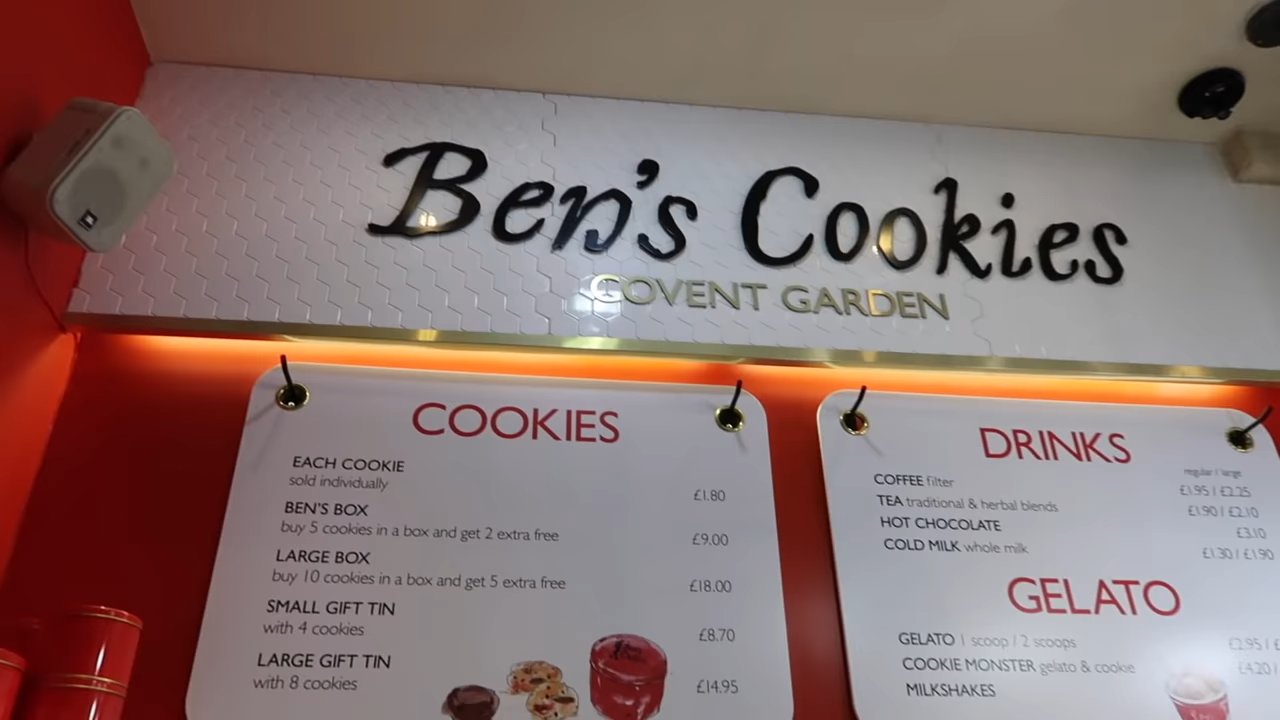 Ben's Cookies
COVENT GARDEN
COOKIES
EACH COOKIE
sold individually
£1.80
BEN'S BOX
buy 5 cookies in a box and get 2 extra free
£9.00
LARGE BOX
buy 10 cookies in a box and get 5 extra free
£18.00
SMALL GIFT TIN
with 4 cookies
£8.70
LARGE GIFT TIN
with 8 cookies
£14.95
DRINKS
regular / large
COFFEE filter £1.95 / £2.25
TEA traditional & herbal blends £1.90 / £2.10
HOT CHOCOLATE £3.10
COLD MILK whole milk £1.30 / £1.90
GELATO
GELATO 1 scoop / 2 scoops £2.95 /
COOKIE MONSTER gelato & cookie £4.20 /
MILKSHAKES